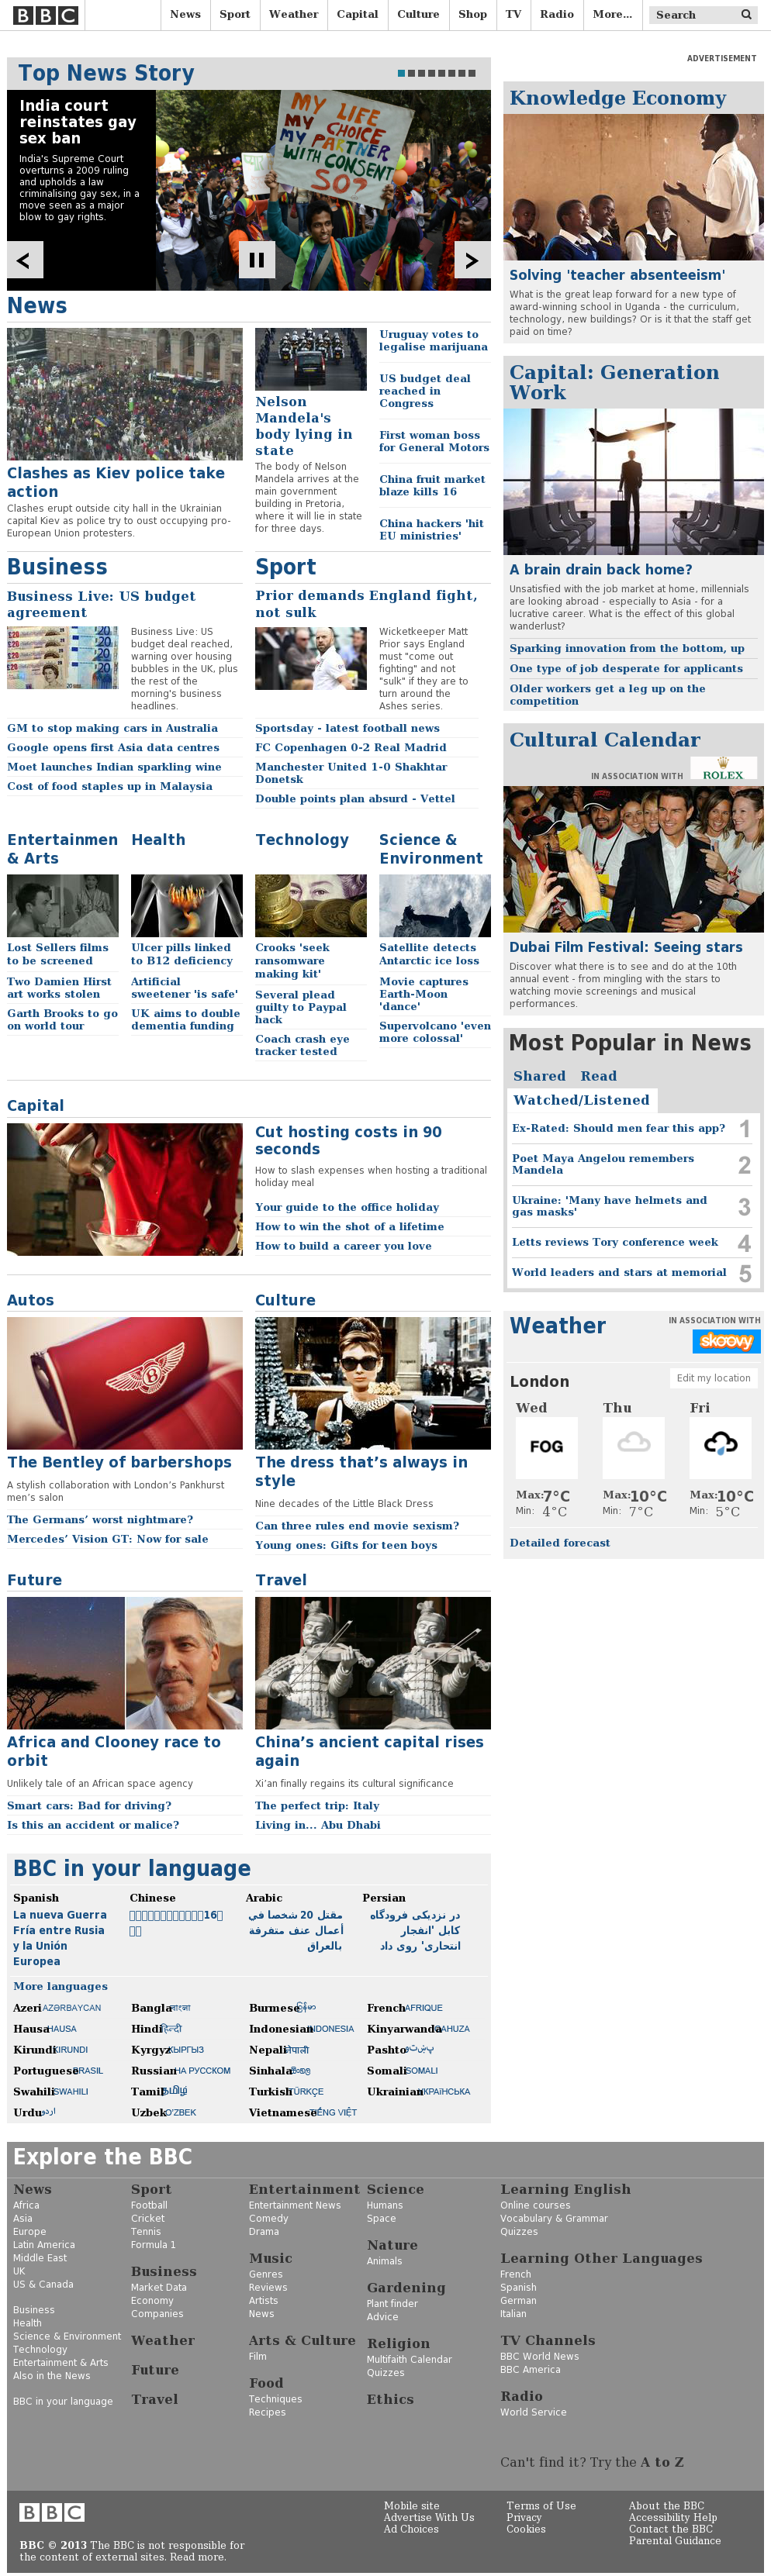 BBC
News Sport Weather Capital Culture Shop TV Radio More... Search
ADVERTISEMENT
Top News Story
India court
reinstates gay
sex ban
India's Supreme Court
overturns a 2009 ruling
and upholds a law
criminalising gay sex, in a
move seen as a major
blow to gay rights.
MY LIFE
MY CHOICE
MY PARTNER
WITH CONSENT
SO?
News
Clashes as Kiev police take
action
Clashes erupt outside city hall in the Ukrainian
capital Kiev as police try to oust occupying pro-
European Union protesters.
Nelson
Mandela's
body lying in
state
The body of Nelson
Mandela arrives at the
main government
building in Pretoria,
where it will lie in state
for three days.
Uruguay votes to
legalise marijuana
US budget deal
reached in
Congress
First woman boss
for General Motors
China fruit market
blaze kills 16
China hackers 'hit
EU ministries'
Business
Business Live: US budget
agreement
Business Live: US
budget deal reached,
warning over housing
bubbles in the UK, plus
the rest of the
morning's business
headlines.
GM to stop making cars in Australia
Google opens first Asia data centres
Moet launches Indian sparkling wine
Cost of food staples up in Malaysia
Sport
Prior demands England fight,
not sulk
Wicketkeeper Matt
Prior says England
must "come out
fighting" and not
"sulk" if they are to
turn around the
Ashes series.
Sportsday - latest football news
FC Copenhagen 0-2 Real Madrid
Manchester United 1-0 Shakhtar
Donetsk
Double points plan absurd - Vettel
Entertainmen
& Arts
Lost Sellers films
to be screened
Two Damien Hirst
art works stolen
Garth Brooks to go
on world tour
Health
Ulcer pills linked
to B12 deficiency
Artificial
sweetener 'is safe'
UK aims to double
dementia funding
Technology
Crooks 'seek
ransomware
making kit'
Several plead
guilty to Paypal
hack
Coach crash eye
tracker tested
Science &
Environment
Satellite detects
Antarctic ice loss
Movie captures
Earth-Moon
'dance'
Supervolcano 'even
more colossal'
Capital
Cut hosting costs in 90
seconds
How to slash expenses when hosting a traditional
holiday meal
Your guide to the office holiday
How to win the shot of a lifetime
How to build a career you love
Autos
The Bentley of barbershops
A stylish collaboration with London’s Pankhurst
men’s salon
The Germans’ worst nightmare?
Mercedes’ Vision GT: Now for sale
Culture
The dress that’s always in
style
Nine decades of the Little Black Dress
Can three rules end movie sexism?
Young ones: Gifts for teen boys
Future
Africa and Clooney race to
orbit
Unlikely tale of an African space agency
Smart cars: Bad for driving?
Is this an accident or malice?
Travel
China’s ancient capital rises
again
Xi’an finally regains its cultural significance
The perfect trip: Italy
Living in... Abu Dhabi
Knowledge Economy
Solving 'teacher absenteeism'
What is the great leap forward for a new type of
award-winning school in Uganda - the curriculum,
technology, new buildings? Or is it that the staff get
paid on time?
Capital: Generation
Work
A brain drain back home?
Unsatisfied with the job market at home, millennials
are looking abroad - especially to Asia - for a
lucrative career. What is the effect of this global
wanderlust?
Sparking innovation from the bottom, up
One type of job desperate for applicants
Older workers get a leg up on the
competition
Cultural Calendar
IN ASSOCIATION WITH ROLEX
Dubai Film Festival: Seeing stars
Discover what there is to see and do at the 10th
annual event - from mingling with the stars to
watching movie screenings and musical
performances.
Most Popular in News
Shared Read
Watched/Listened
Ex-Rated: Should men fear this app? 1
Poet Maya Angelou remembers
Mandela 2
Ukraine: 'Many have helmets and
gas masks' 3
Letts reviews Tory conference week 4
World leaders and stars at memorial 5
Weather
IN ASSOCIATION WITH
skoovy
London
Edit my location
Wed Thu Fri
FOG
Max: 7°C Max: 10°C Max: 10°C
Min: 4°C Min: 7°C Min: 5°C
Detailed forecast
BBC in your language
Spanish Chinese Arabic Persian
La nueva Guerra
Fría entre Rusia
y la Unión
Europea
16
مقتل 20 شخصا في
أعمال عنف متفرقة
بالعراق
در نزدیکی فرودگاه
کابل 'انفجار
انتحاری' روی داد
More languages
Azeri AZƏRBAYCAN Bangla বাংলা Burmese မြန်မာ French AFRIQUE
Hausa HAUSA Hindi हिन्दी Indonesian INDONESIA Kinyarwanda GAHUZA
Kirundi KIRUNDI Kyrgyz КЫРГЫЗ Nepali नेपाली Pashto پښتو
Portuguese BRASIL Russian НА РУССКОМ Sinhala සිංහල Somali SOMALI
Swahili SWAHILI Tamil தமிழ் Turkish TÜRKÇE Ukrainian УКРАЇНСЬКА
Urdu اردو Uzbek O'ZBEK Vietnamese TIẾNG VIỆT
Explore the BBC
News
Africa
Asia
Europe
Latin America
Middle East
UK
US & Canada
Business
Health
Science & Environment
Technology
Entertainment & Arts
Also in the News
BBC in your language
Sport
Football
Cricket
Tennis
Formula 1
Business
Market Data
Economy
Companies
Weather
Future
Travel
Entertainment
Entertainment News
Comedy
Drama
Music
Genres
Reviews
Artists
News
Arts & Culture
Film
Food
Techniques
Recipes
Science
Humans
Space
Nature
Animals
Gardening
Plant finder
Advice
Religion
Multifaith Calendar
Quizzes
Ethics
Learning English
Online courses
Vocabulary & Grammar
Quizzes
Learning Other Languages
French
Spanish
German
Italian
TV Channels
BBC World News
BBC America
Radio
World Service
Can't find it? Try the A to Z
BBC
BBC © 2013 The BBC is not responsible for
the content of external sites. Read more.
Mobile site
Advertise With Us
Ad Choices
Terms of Use
Privacy
Cookies
About the BBC
Accessibility Help
Contact the BBC
Parental Guidance